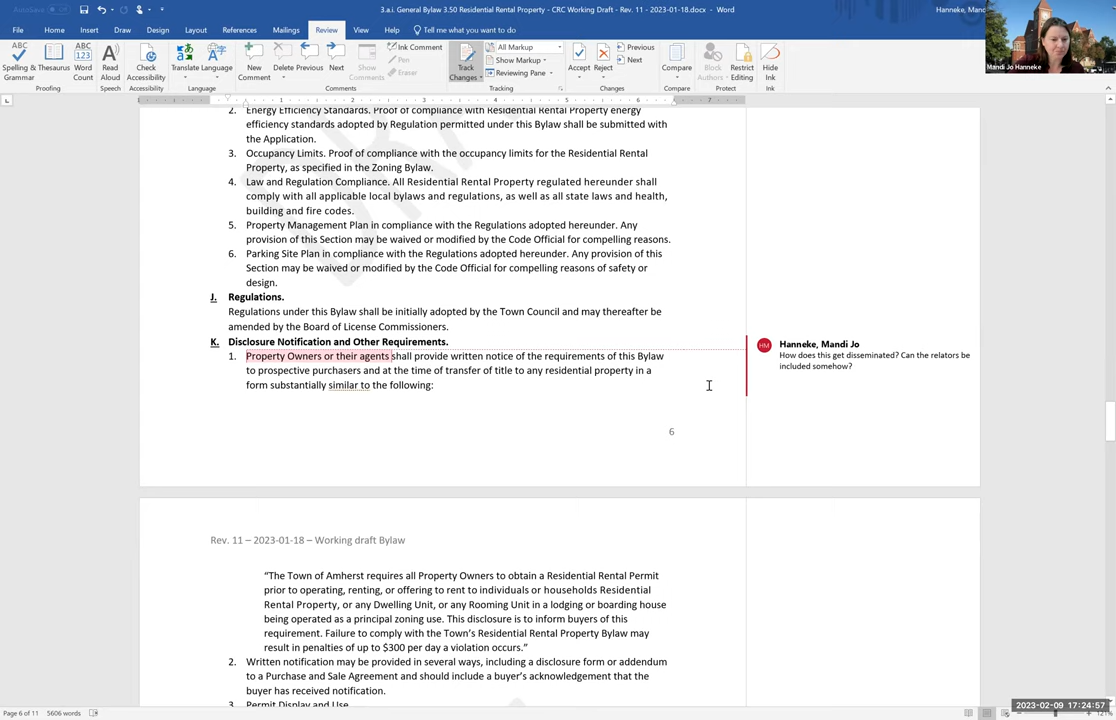 AutoSave
3.a.i. General Bylaw 3.50 Residential Rental Property - CRC Working Draft - Rev. 11 - 2023-01-18.docx - Word
Hanneke, Mandi
File Home Insert Draw Design Layout References Mailings Review View Help Tell me what you want to do
Spelling & Grammar Thesaurus Word Count Read Aloud Check Accessibility Translate Language New Comment Delete Previous Next Show Comments
Ink Comment
Pen
Eraser
Track Changes
All Markup
Show Markup
Reviewing Pane
Accept Reject
Previous
Next
Compare Block Authors Restrict Editing Hide Ink
Proofing Speech Accessibility Language Comments Tracking Changes Compare Protect Ink
Mandi Jo Hanneke
1 2 3 4 5 6 7
2. Energy Efficiency Standards. Proof of compliance with Residential Rental Property energy
efficiency standards adopted by Regulation permitted under this Bylaw shall be submitted with
the Application.
3. Occupancy Limits. Proof of compliance with the occupancy limits for the Residential Rental
Property, as specified in the Zoning Bylaw.
4. Law and Regulation Compliance. All Residential Rental Property regulated hereunder shall
comply with all applicable local bylaws and regulations, as well as all state laws and health,
building and fire codes.
5. Property Management Plan in compliance with the Regulations adopted hereunder. Any
provision of this Section may be waived or modified by the Code Official for compelling reasons.
6. Parking Site Plan in compliance with the Regulations adopted hereunder. Any provision of this
Section may be waived or modified by the Code Official for compelling reasons of safety or
design.
J. Regulations.
Regulations under this Bylaw shall be initially adopted by the Town Council and may thereafter be
amended by the Board of License Commissioners.
K. Disclosure Notification and Other Requirements.
1. Property Owners or their agents shall provide written notice of the requirements of this Bylaw
to prospective purchasers and at the time of transfer of title to any residential property in a
form substantially similar to the following:
HM Hanneke, Mandi Jo
How does this get disseminated? Can the relators be
included somehow?
6
Rev. 11 – 2023-01-18 – Working draft Bylaw
"The Town of Amherst requires all Property Owners to obtain a Residential Rental Permit
prior to operating, renting, or offering to rent to individuals or households Residential
Rental Property, or any Dwelling Unit, or any Rooming Unit in a lodging or boarding house
being operated as a principal zoning use. This disclosure is to inform buyers of this
requirement. Failure to comply with the Town's Residential Rental Property Bylaw may
result in penalties of up to $300 per day a violation occurs."
2. Written notification may be provided in several ways, including a disclosure form or addendum
to a Purchase and Sale Agreement and should include a buyer's acknowledgement that the
buyer has received notification.
3. Permit Display and Use
Page 6 of 11 5606 words
2023-02-09 17:24:57
121%